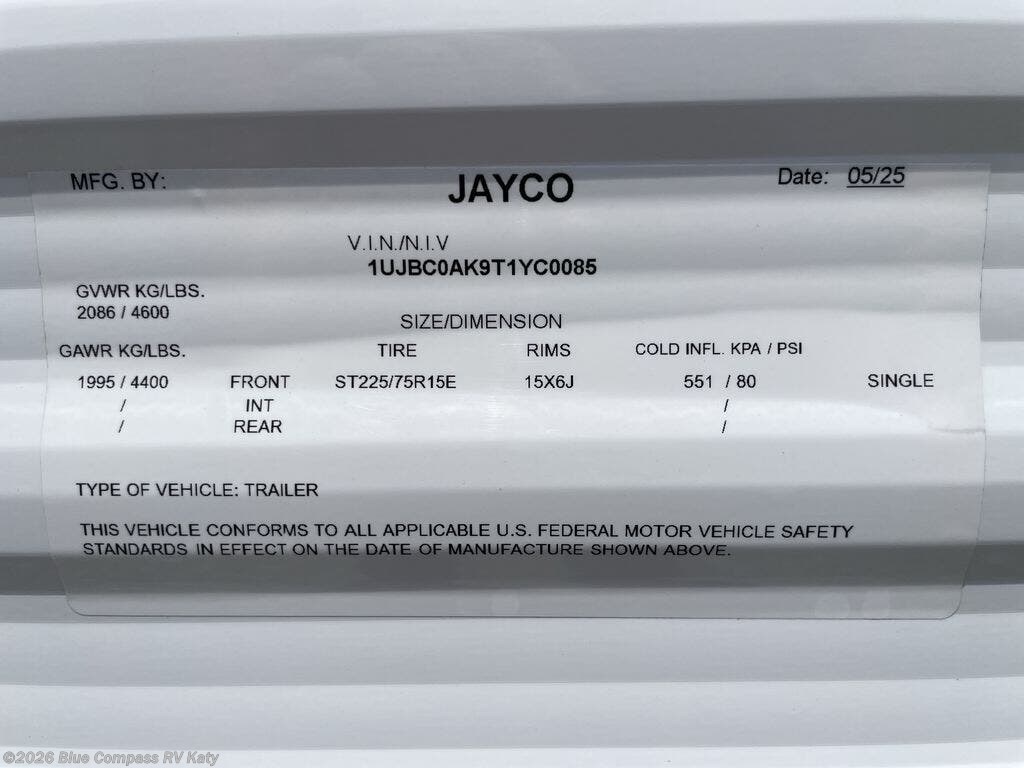 MFG. BY: JAYCO Date: 05/25
V.I.N./N.I.V
1UJBC0AK9T1YC0085
GVWR KG/LBS.
2086 / 4600
SIZE/DIMENSION
GAWR KG/LBS. TIRE RIMS COLD INFL. KPA / PSI
1995 / 4400 FRONT ST225/75R15E 15X6J 551 / 80 SINGLE
/ INT /
/ REAR /
TYPE OF VEHICLE: TRAILER
THIS VEHICLE CONFORMS TO ALL APPLICABLE U.S. FEDERAL MOTOR VEHICLE SAFETY
STANDARDS IN EFFECT ON THE DATE OF MANUFACTURE SHOWN ABOVE.
©2026 Blue Compass RV Katy